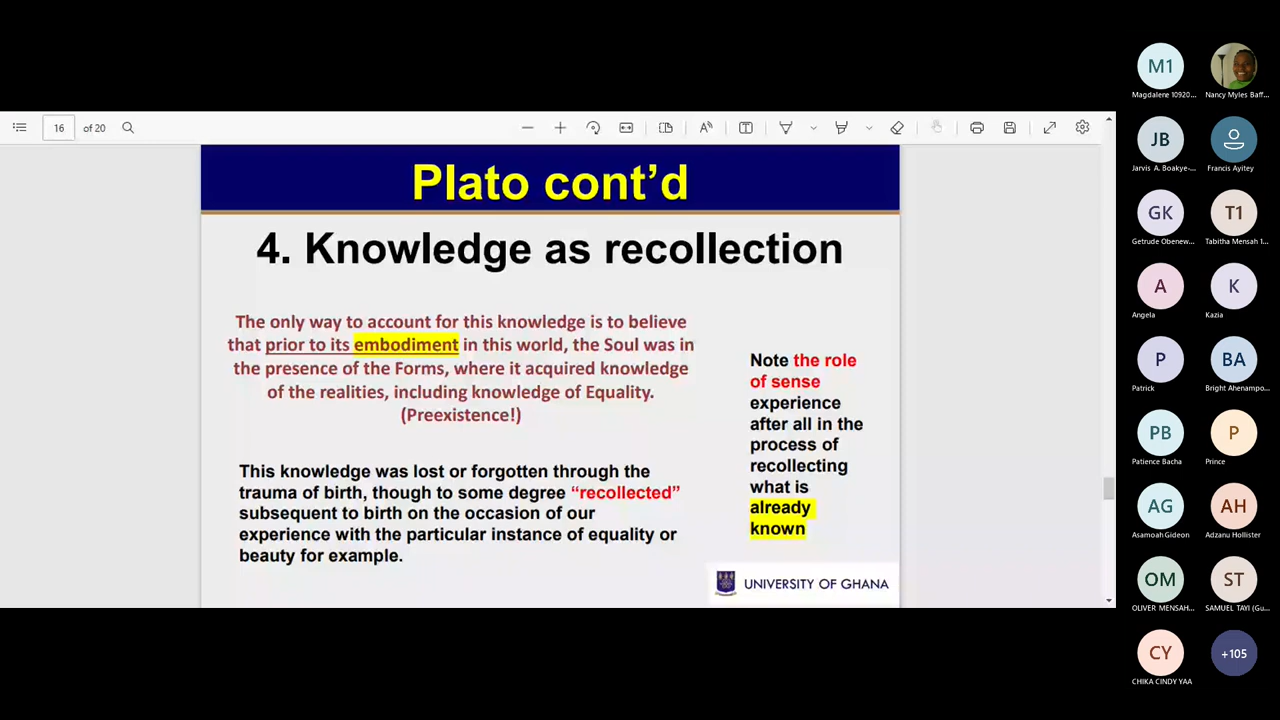 16 of 20
Plato cont’d
4. Knowledge as recollection
The only way to account for this knowledge is to believe
that prior to its embodiment in this world, the Soul was in
the presence of the Forms, where it acquired knowledge
of the realities, including knowledge of Equality.
(Preexistence!)
This knowledge was lost or forgotten through the
trauma of birth, though to some degree “recollected”
subsequent to birth on the occasion of our
experience with the particular instance of equality or
beauty for example.
Note the role
of sense
experience
after all in the
process of
recollecting
what is
already
known
UNIVERSITY OF GHANA
M1
Magdalene 10920...
Nancy Myles Baff...
JB
Jarvis A. Boakye-...
Francis Ayitey
GK
Getrude Obenew...
T1
Tabitha Mensah 1...
A
Angela
K
Kazia
P
Patrick
BA
Bright Ahenampo...
PB
Patience Bacha
P
Prince
AG
Asamoah Gideon
AH
Adzanu Hollister
OM
OLIVER MENSAH...
ST
SAMUEL TAYI (Gu...
CY
CHIKA CINDY YAA
+105